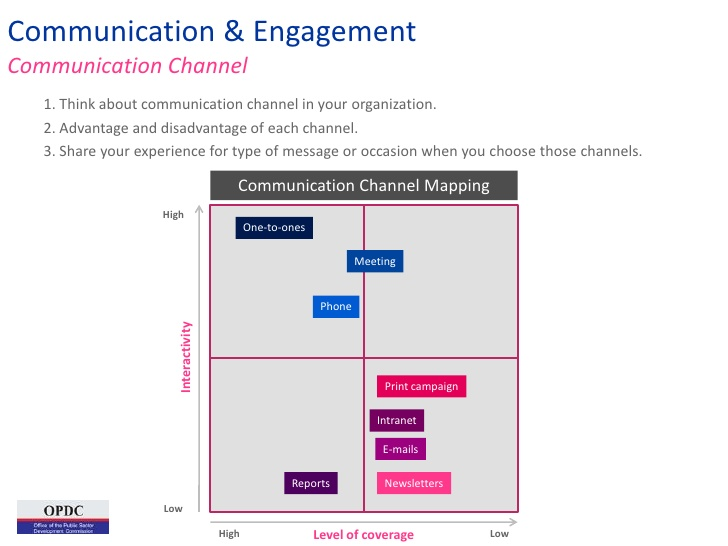 Communication & Engagement
Communication Channel
1. Think about communication channel in your organization.
2. Advantage and disadvantage of each channel.
3. Share your experience for type of message or occasion when you choose those channels.
Communication Channel Mapping
High
One-to-ones
Meeting
Phone
Interactivity
Print campaign
Intranet
E-mails
Reports
Newsletters
Low
High
Level of coverage
Low
OPDC
Office of the Public Sector
Development Commission